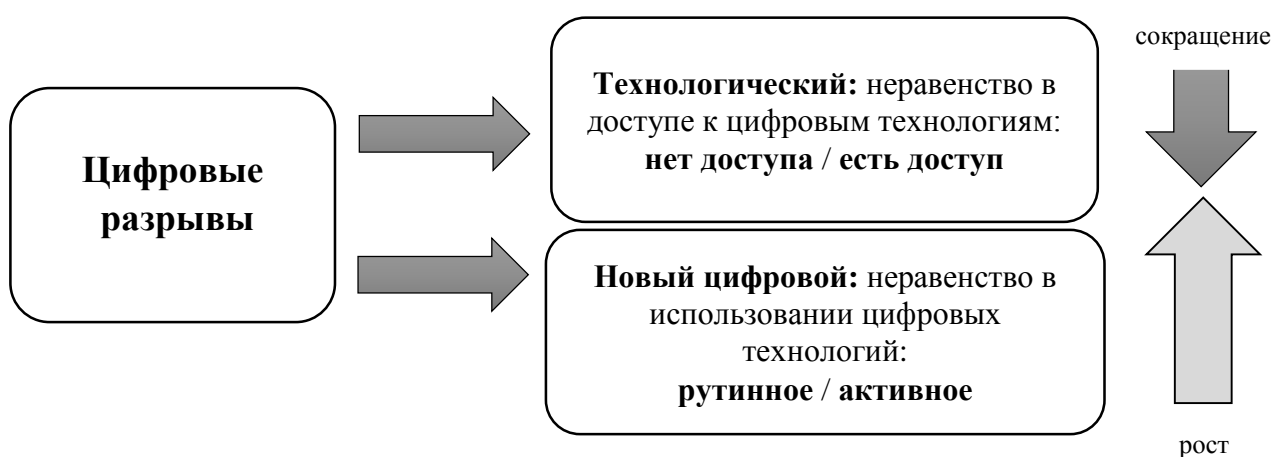 Цифровые
разрывы
Технологический: неравенство в
доступе к цифровым технологиям:
нет доступа / есть доступ
Новый цифровой: неравенство в
использовании цифровых
технологий:
рутинное / активное
сокращение
рост